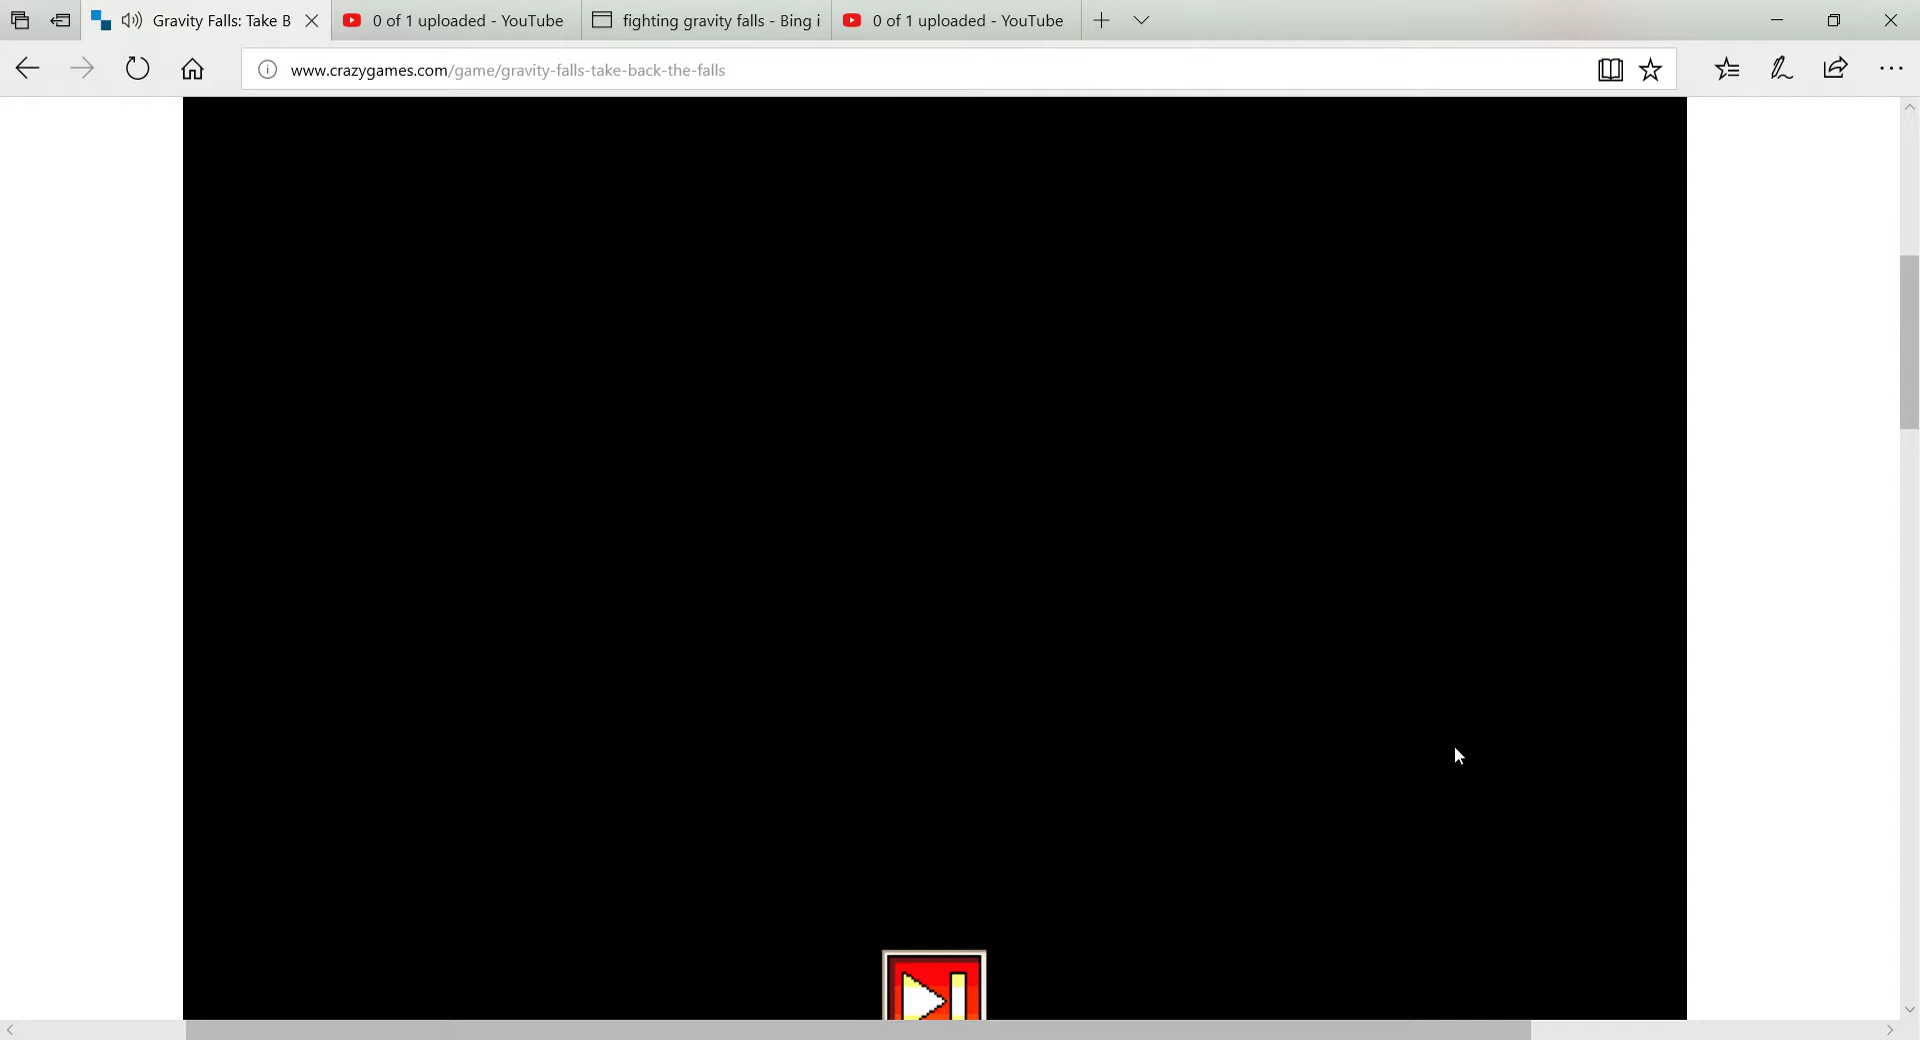 Gravity Falls: Take B
0 of 1 uploaded - YouTube
fighting gravity falls - Bing i
0 of 1 uploaded - YouTube
www.crazygames.com/game/gravity-falls-take-back-the-falls